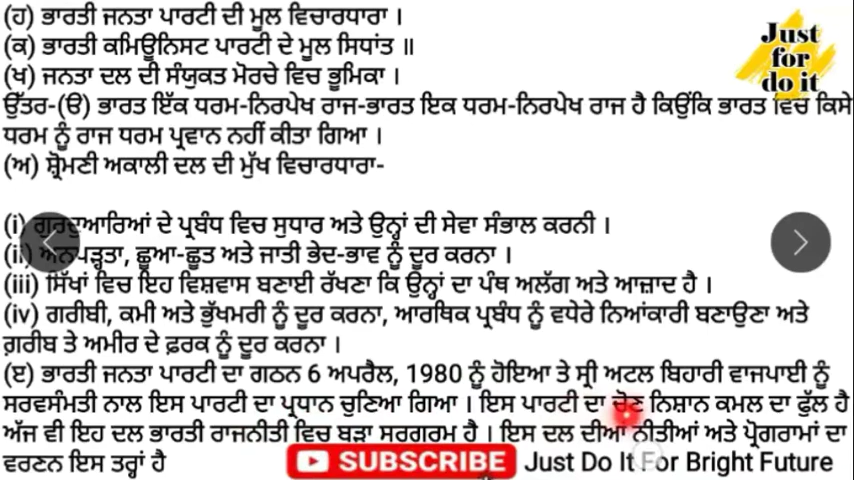 (ਹ) ਭਾਰਤੀ ਜਨਤਾ ਪਾਰਟੀ ਦੀ ਮੂਲ ਵਿਚਾਰਧਾਰਾ ।
(ਕ) ਭਾਰਤੀ ਕਮਿਊਨਿਸਟ ਪਾਰਟੀ ਦੇ ਮੂਲ ਸਿਧਾਂਤ ॥
(ਖ) ਜਨਤਾ ਦਲ ਦੀ ਸੰਯੁਕਤ ਮੋਰਚੇ ਵਿਚ ਭੂਮਿਕਾ ।
Just
for
do it
ਉੱਤਰ-(ੳ) ਭਾਰਤ ਇੱਕ ਧਰਮ-ਨਿਰਪੇਖ ਰਾਜ-ਭਾਰਤ ਇਕ ਧਰਮ-ਨਿਰਪੇਖ ਰਾਜ ਹੈ ਕਿਉਂਕਿ ਭਾਰਤ ਵਿਚ ਕਿਸੇ
ਧਰਮ ਨੂੰ ਰਾਜ ਧਰਮ ਪ੍ਰਵਾਨ ਨਹੀਂ ਕੀਤਾ ਗਿਆ ।
(ਅ) ਸ਼੍ਰੋਮਣੀ ਅਕਾਲੀ ਦਲ ਦੀ ਮੁੱਖ ਵਿਚਾਰਧਾਰਾ-
(i) ਗੁਰਦੁਆਰਿਆਂ ਦੇ ਪ੍ਰਬੰਧ ਵਿਚ ਸੁਧਾਰ ਅਤੇ ਉਨ੍ਹਾਂ ਦੀ ਸੇਵਾ ਸੰਭਾਲ ਕਰਨੀ ।
(ii) ਅਨਪੜ੍ਹਤਾ, ਛੂਆ-ਛੂਤ ਅਤੇ ਜਾਤੀ ਭੇਦ-ਭਾਵ ਨੂੰ ਦੂਰ ਕਰਨਾ ।
(iii) ਸਿੱਖਾਂ ਵਿਚ ਇਹ ਵਿਸ਼ਵਾਸ ਬਣਾਈ ਰੱਖਣਾ ਕਿ ਉਨ੍ਹਾਂ ਦਾ ਪੰਥ ਅਲੱਗ ਅਤੇ ਆਜ਼ਾਦ ਹੈ ।
(iv) ਗਰੀਬੀ, ਕਮੀ ਅਤੇ ਭੁੱਖਮਰੀ ਨੂੰ ਦੂਰ ਕਰਨਾ, ਆਰਥਿਕ ਪ੍ਰਬੰਧ ਨੂੰ ਵਧੇਰੇ ਨਿਆਂਕਾਰੀ ਬਣਾਉਣਾ ਅਤੇ
ਗ਼ਰੀਬ ਤੇ ਅਮੀਰ ਦੇ ਫ਼ਰਕ ਨੂੰ ਦੂਰ ਕਰਨਾ ।
(ੲ) ਭਾਰਤੀ ਜਨਤਾ ਪਾਰਟੀ ਦਾ ਗਠਨ 6 ਅਪਰੈਲ, 1980 ਨੂੰ ਹੋਇਆ ਤੇ ਸ੍ਰੀ ਅਟਲ ਬਿਹਾਰੀ ਵਾਜਪਾਈ ਨੂੰ
ਸਰਵਸੰਮਤੀ ਨਾਲ ਇਸ ਪਾਰਟੀ ਦਾ ਪ੍ਰਧਾਨ ਚੁਣਿਆ ਗਿਆ । ਇਸ ਪਾਰਟੀ ਦਾ ਚੋਣ ਨਿਸ਼ਾਨ ਕਮਲ ਦਾ ਫੁੱਲ ਹੈ
ਅੱਜ ਵੀ ਇਹ ਦਲ ਭਾਰਤੀ ਰਾਜਨੀਤੀ ਵਿਚ ਬੜਾ ਸਰਗਰਮ ਹੈ । ਇਸ ਦਲ ਦੀਆਂ ਨੀਤੀਆਂ ਅਤੇ ਪ੍ਰੋਗਰਾਮਾਂ ਦਾ
ਵਰਣਨ ਇਸ ਤਰ੍ਹਾਂ ਹੈ
SUBSCRIBE Just Do It For Bright Future